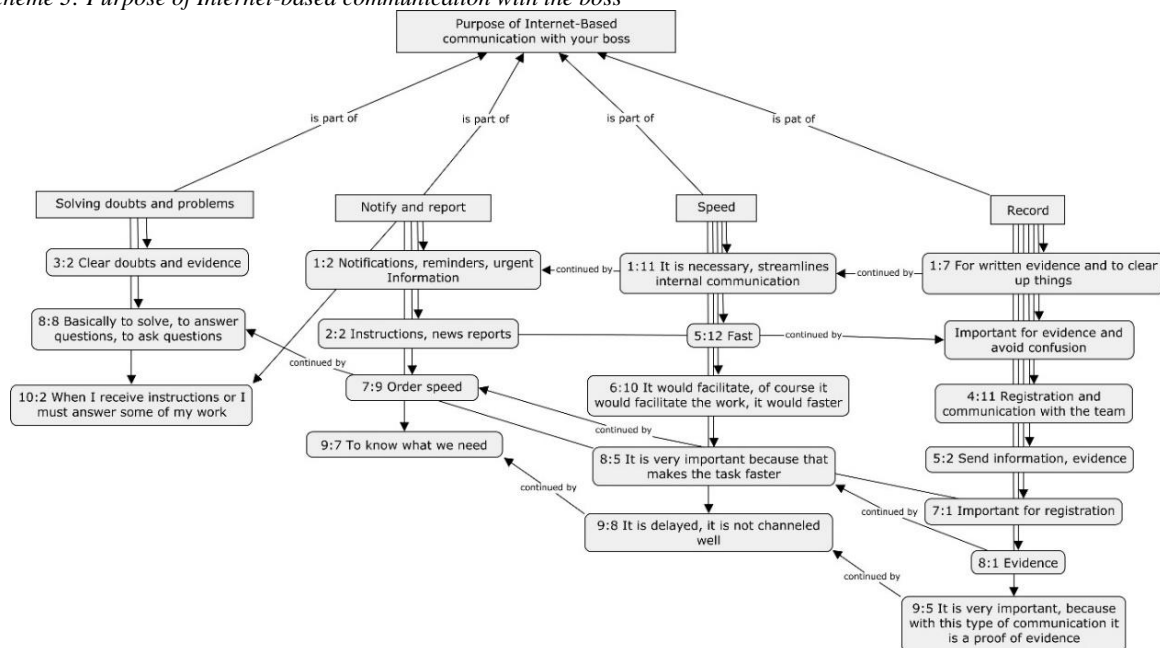 cheme 5: Purpose of Internet-based communication with the boss
Purpose of Internet-Based
communication with your boss
is part of
is part of
is part of
is pat of
Solving doubts and problems
Notify and report
Speed
Record
3:2 Clear doubts and evidence
1:2 Notifications, reminders, urgent
Information
continued by
1:11 It is necessary, streamlines
internal communication
continued by
1:7 For written evidence and to clear
up things
8:8 Basically to solve, to answer
questions, to ask questions
2:2 Instructions, news reports
5:12 Fast
continued by
Important for evidence and
avoid confusion
continued by
10:2 When I receive instructions or I
must answer some of my work
7:9 Order speed
6:10 It would facilitate, of course it
would facilitate the work, it would faster
4:11 Registration and
communication with the team
continued by
9:7 To know what we need
8:5 It is very important because that
makes the task faster
5:2 Send information, evidence
continued by
continued by
7:1 Important for registration
9:8 It is delayed, it is not channeled
well
8:1 Evidence
continued by
9:5 It is very important, because
with this type of communication it
is a proof of evidence